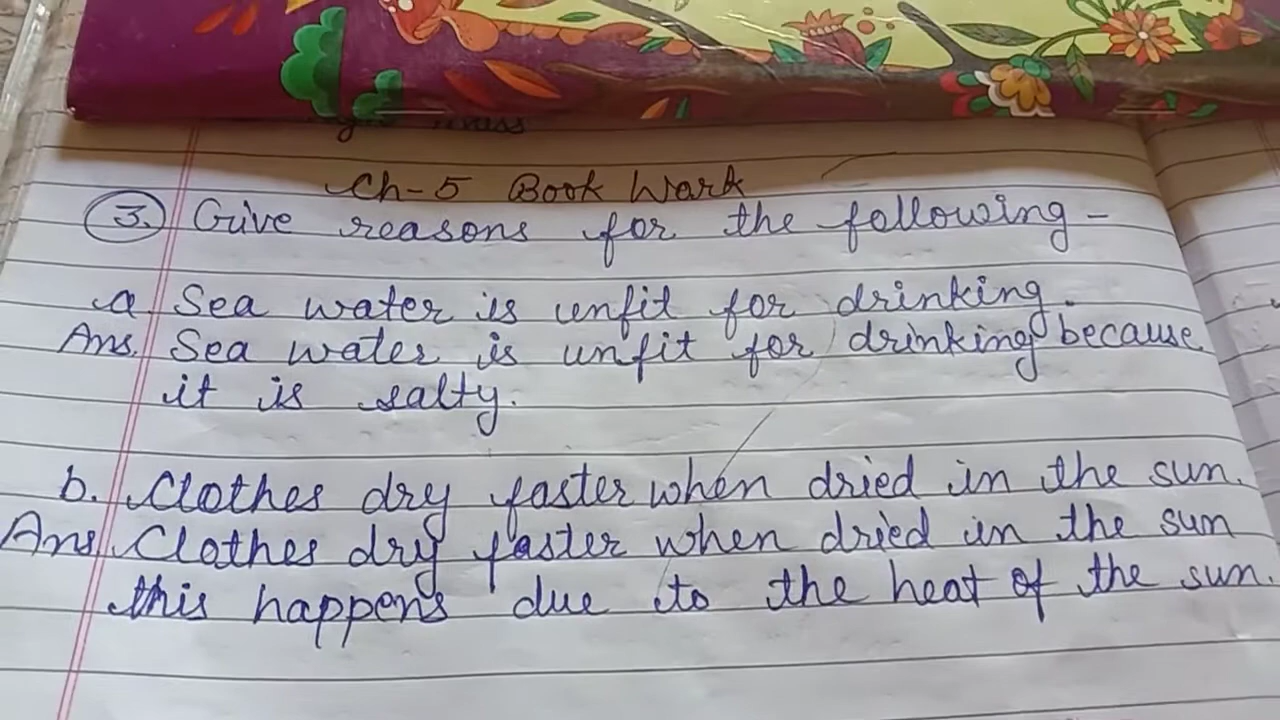 Ch-5 Book Work
3. Give reasons for the following -
a Sea water is unfit for drinking.
Ans. Sea water is unfit for drinking because
it is salty.
b. Clothes dry faster when dried in the sun.
Ans. Clothes dry faster when dried in the sun
this happens due to the heat of the sun.